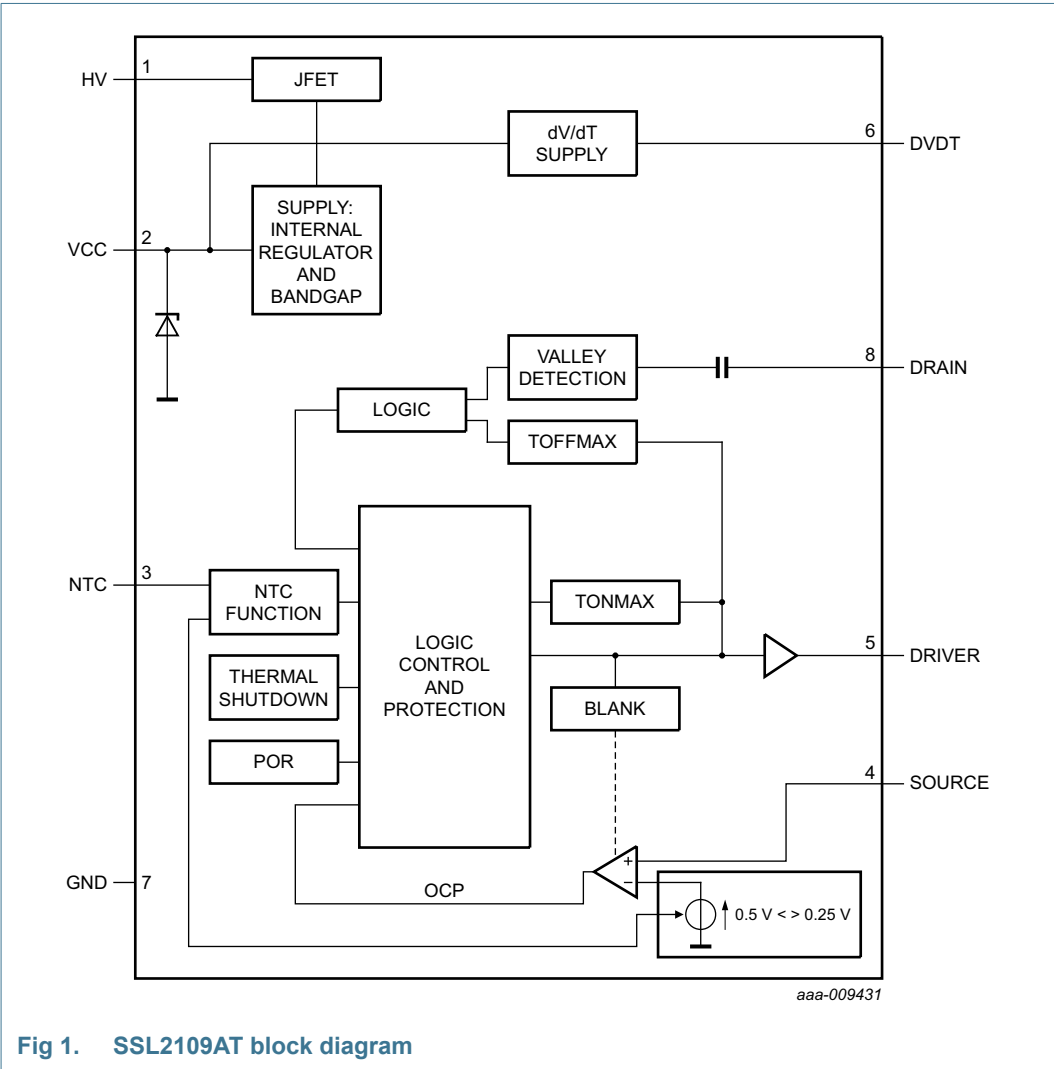 HV
1
JFET
dV/dT
SUPPLY
6
DVDT
SUPPLY:
INTERNAL
REGULATOR
AND
BANDGAP
VCC
2
VALLEY
DETECTION
8
DRAIN
LOGIC
TOFFMAX
NTC
3
NTC
FUNCTION
TONMAX
LOGIC
CONTROL
AND
PROTECTION
5
DRIVER
THERMAL
SHUTDOWN
BLANK
POR
4
SOURCE
+
−
GND
7
OCP
0.5 V < > 0.25 V
aaa-009431
Fig 1. SSL2109AT block diagram